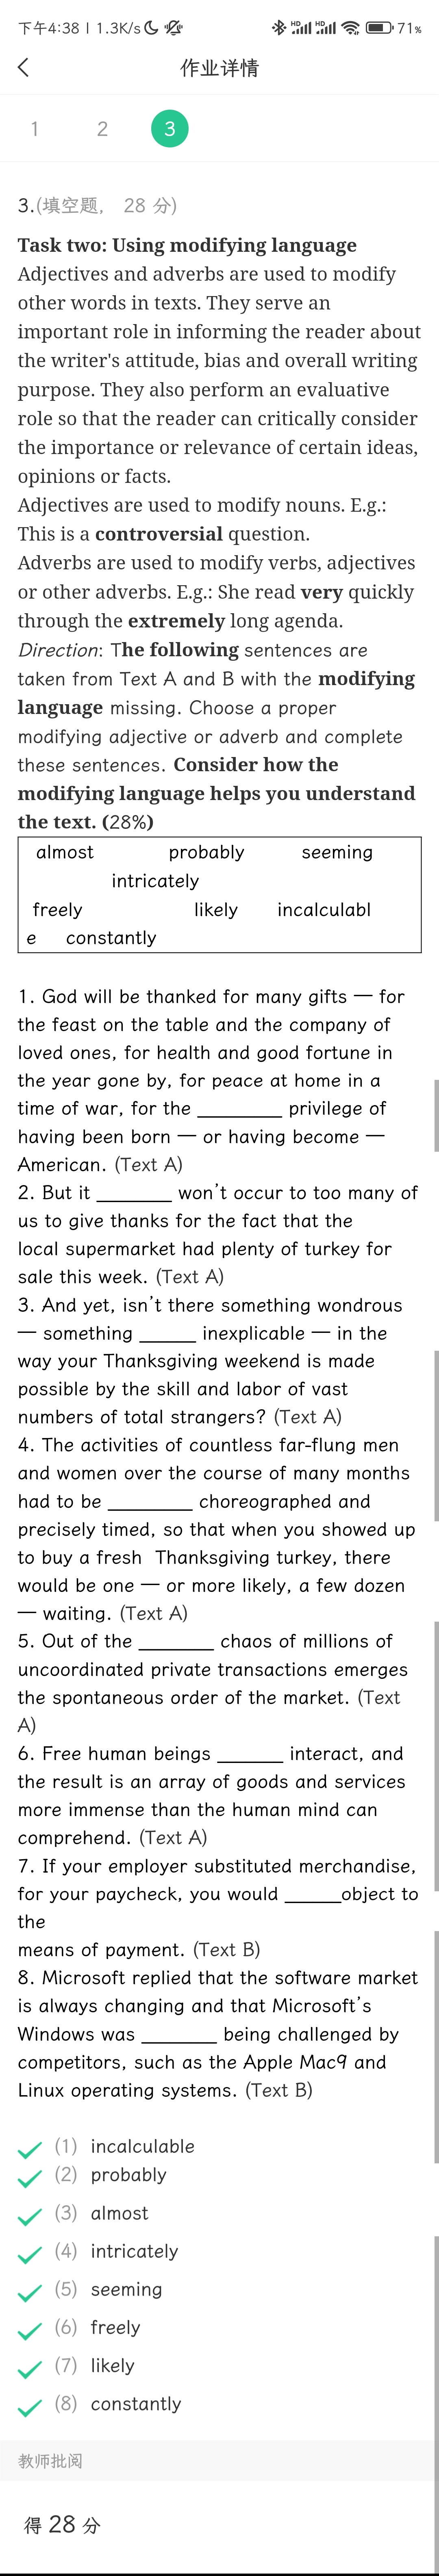 下午4:38 | 1.3K/s HD HD 71%
作业详情
1 2 3
3.(填空题, 28 分)
Task two: Using modifying language
Adjectives and adverbs are used to modify
other words in texts. They serve an
important role in informing the reader about
the writer's attitude, bias and overall writing
purpose. They also perform an evaluative
role so that the reader can critically consider
the importance or relevance of certain ideas,
opinions or facts.
Adjectives are used to modify nouns. E.g.:
This is a controversial question.
Adverbs are used to modify verbs, adjectives
or other adverbs. E.g.: She read very quickly
through the extremely long agenda.
Direction: The following sentences are
taken from Text A and B with the modifying
language missing. Choose a proper
modifying adjective or adverb and complete
these sentences. Consider how the
modifying language helps you understand
the text. (28%)
almost probably seeming
intricately
freely likely incalculabl
e constantly
1. God will be thanked for many gifts — for
the feast on the table and the company of
loved ones, for health and good fortune in
the year gone by, for peace at home in a
time of war, for the ________ privilege of
having been born — or having become —
American. (Text A)
2. But it _______ won't occur to too many of
us to give thanks for the fact that the
local supermarket had plenty of turkey for
sale this week. (Text A)
3. And yet, isn't there something wondrous
— something _____ inexplicable — in the
way your Thanksgiving weekend is made
possible by the skill and labor of vast
numbers of total strangers? (Text A)
4. The activities of countless far-flung men
and women over the course of many months
had to be ________ choreographed and
precisely timed, so that when you showed up
to buy a fresh Thanksgiving turkey, there
would be one — or more likely, a few dozen
— waiting. (Text A)
5. Out of the _______ chaos of millions of
uncoordinated private transactions emerges
the spontaneous order of the market. (Text
A)
6. Free human beings ______ interact, and
the result is an array of goods and services
more immense than the human mind can
comprehend. (Text A)
7. If your employer substituted merchandise,
for your paycheck, you would _____object to
the
means of payment. (Text B)
8. Microsoft replied that the software market
is always changing and that Microsoft's
Windows was _______ being challenged by
competitors, such as the Apple Mac9 and
Linux operating systems. (Text B)
(1) incalculable
(2) probably
(3) almost
(4) intricately
(5) seeming
(6) freely
(7) likely
(8) constantly
教师批阅
得 28 分